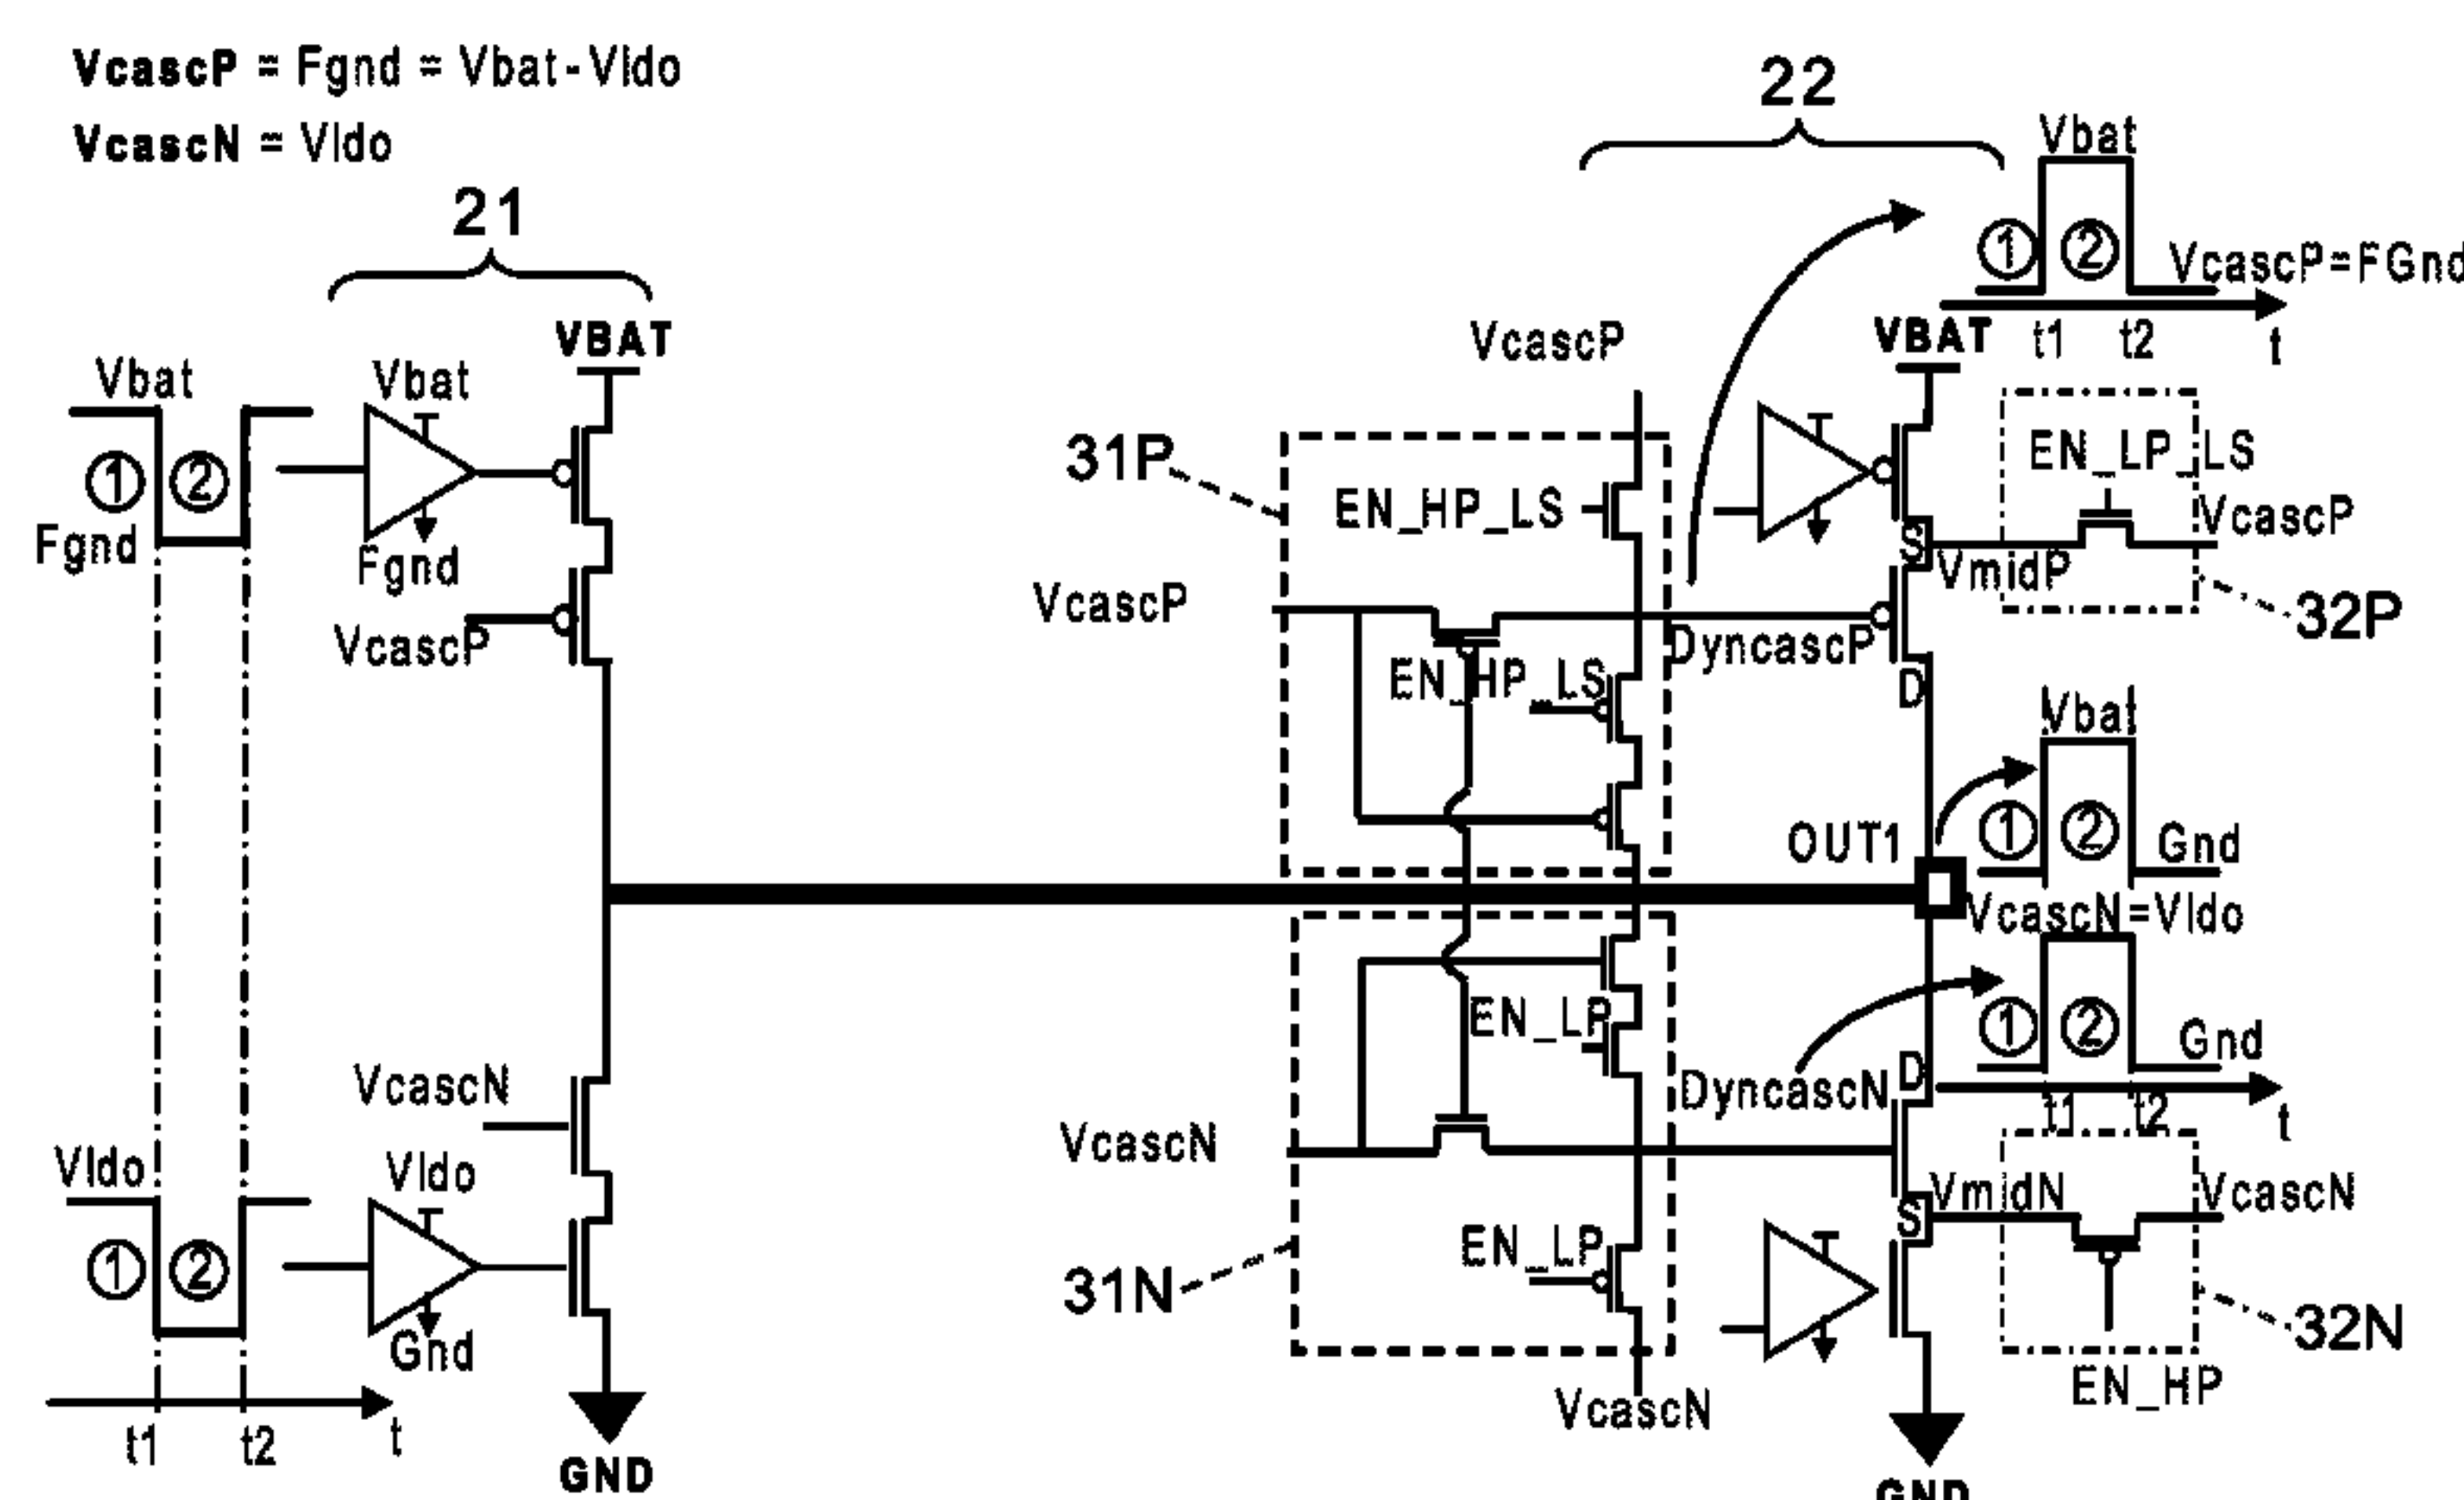 VcascP = Fgnd = Vbat - Vldo
VcascN = Vldo
21
22
Vbat
① ②
VcascP=FGnd
t1 t2 t
VBAT
Vbat
① ②
Fgnd
Vbat
Fgnd
VcascP
VcascP
31P
EN_HP_LS
VcascP
EN_HP_LS
DyncascP
VBAT
S
VmidP
D
EN_LP_LS
VcascP
32P
Vbat
① ②
Gnd
OUT1
VcascN=Vldo
① ②
Gnd
t1 t2 t
VcascN
Vldo
① ②
Vldo
Gnd
t1 t2 t
GND
EN_LP
DyncascN
D
VcascN
EN_LP
31N
VcascN
VmidN
S
VcascN
32N
EN_HP
GND